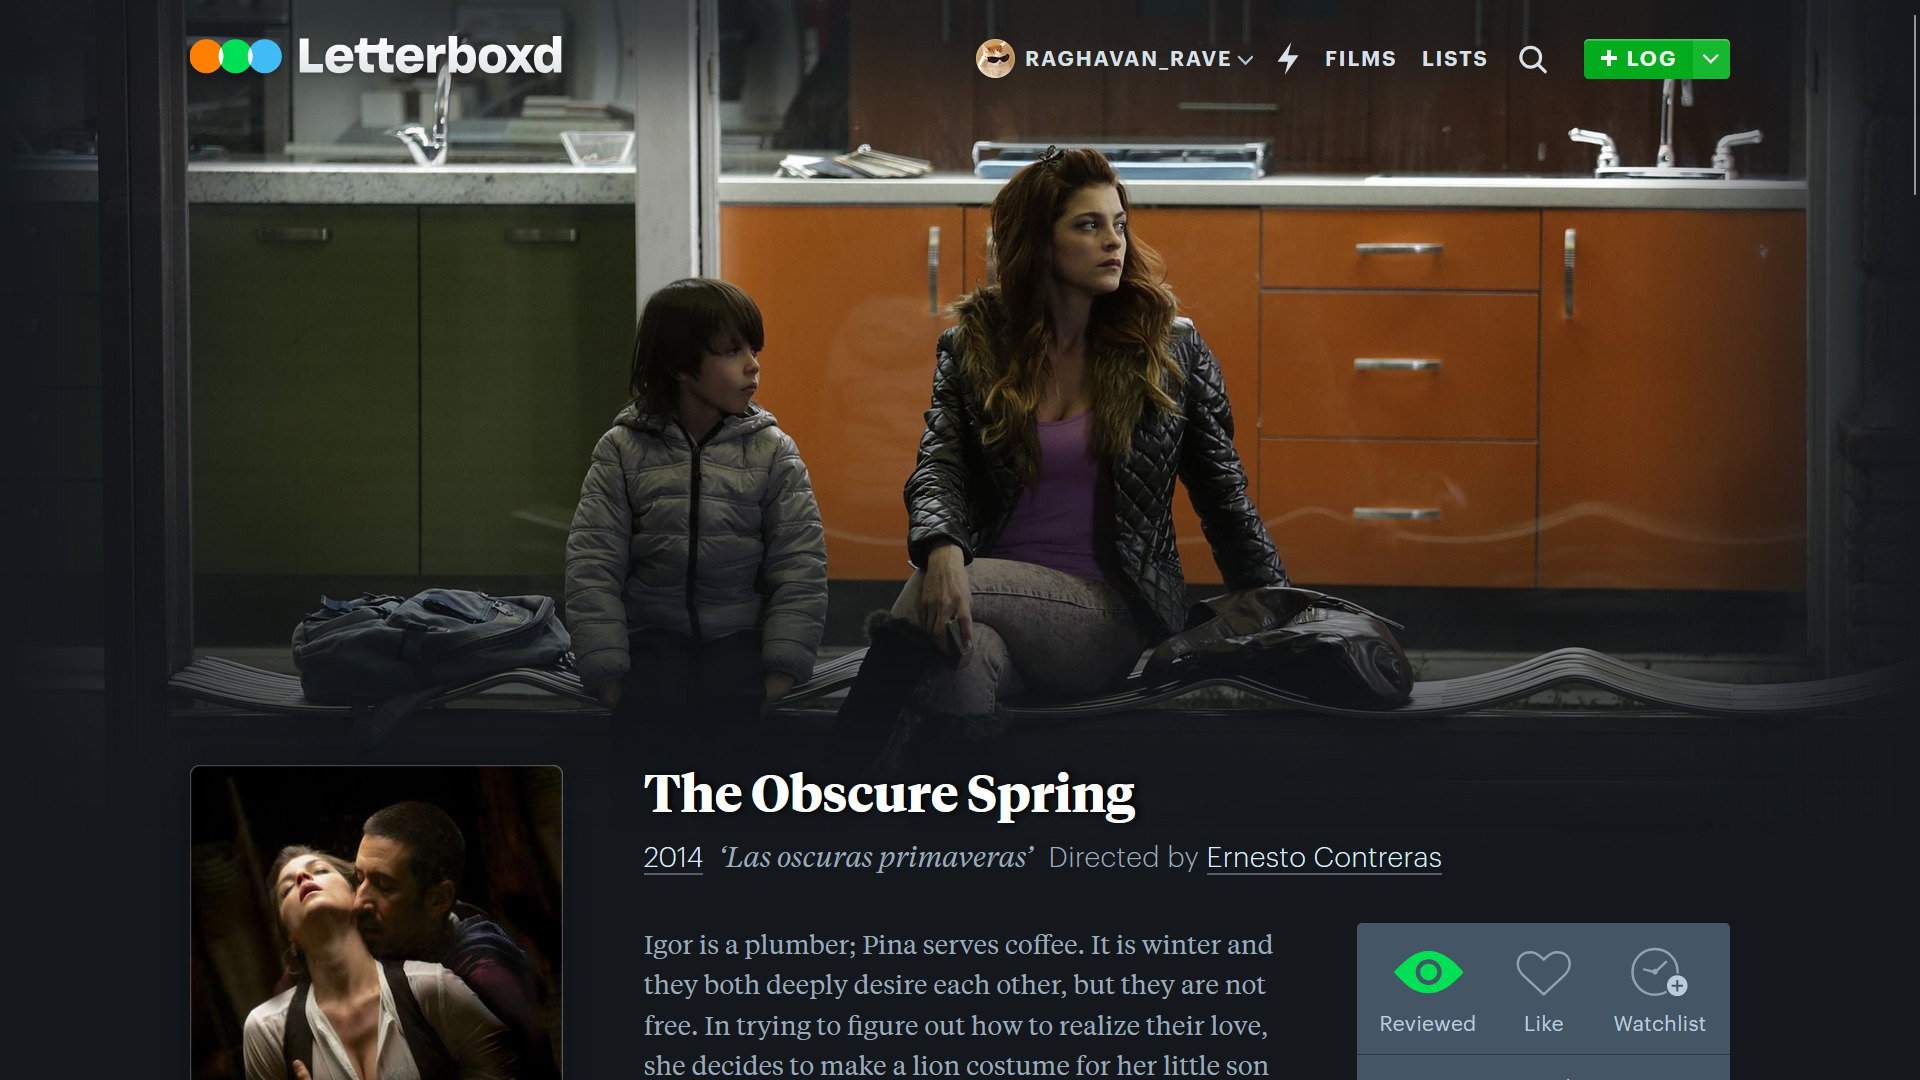 Letterboxd
RAGHAVAN_RAVE
FILMS
LISTS
+ LOG
The Obscure Spring
2014 ‘Las oscuras primaveras’ Directed by Ernesto Contreras
Igor is a plumber; Pina serves coffee. It is winter and
they both deeply desire each other, but they are not
free. In trying to figure out how to realize their love,
she decides to make a lion costume for her little son
Reviewed
Like
Watchlist